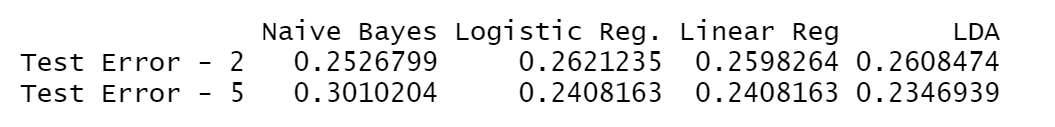 Naive Bayes Logistic Reg. Linear Reg LDA
Test Error – 2 0.2526799 0.2621235 0.2598264 0.2608474
Test Error – 5 0.3010204 0.2408163 0.2408163 0.2346939